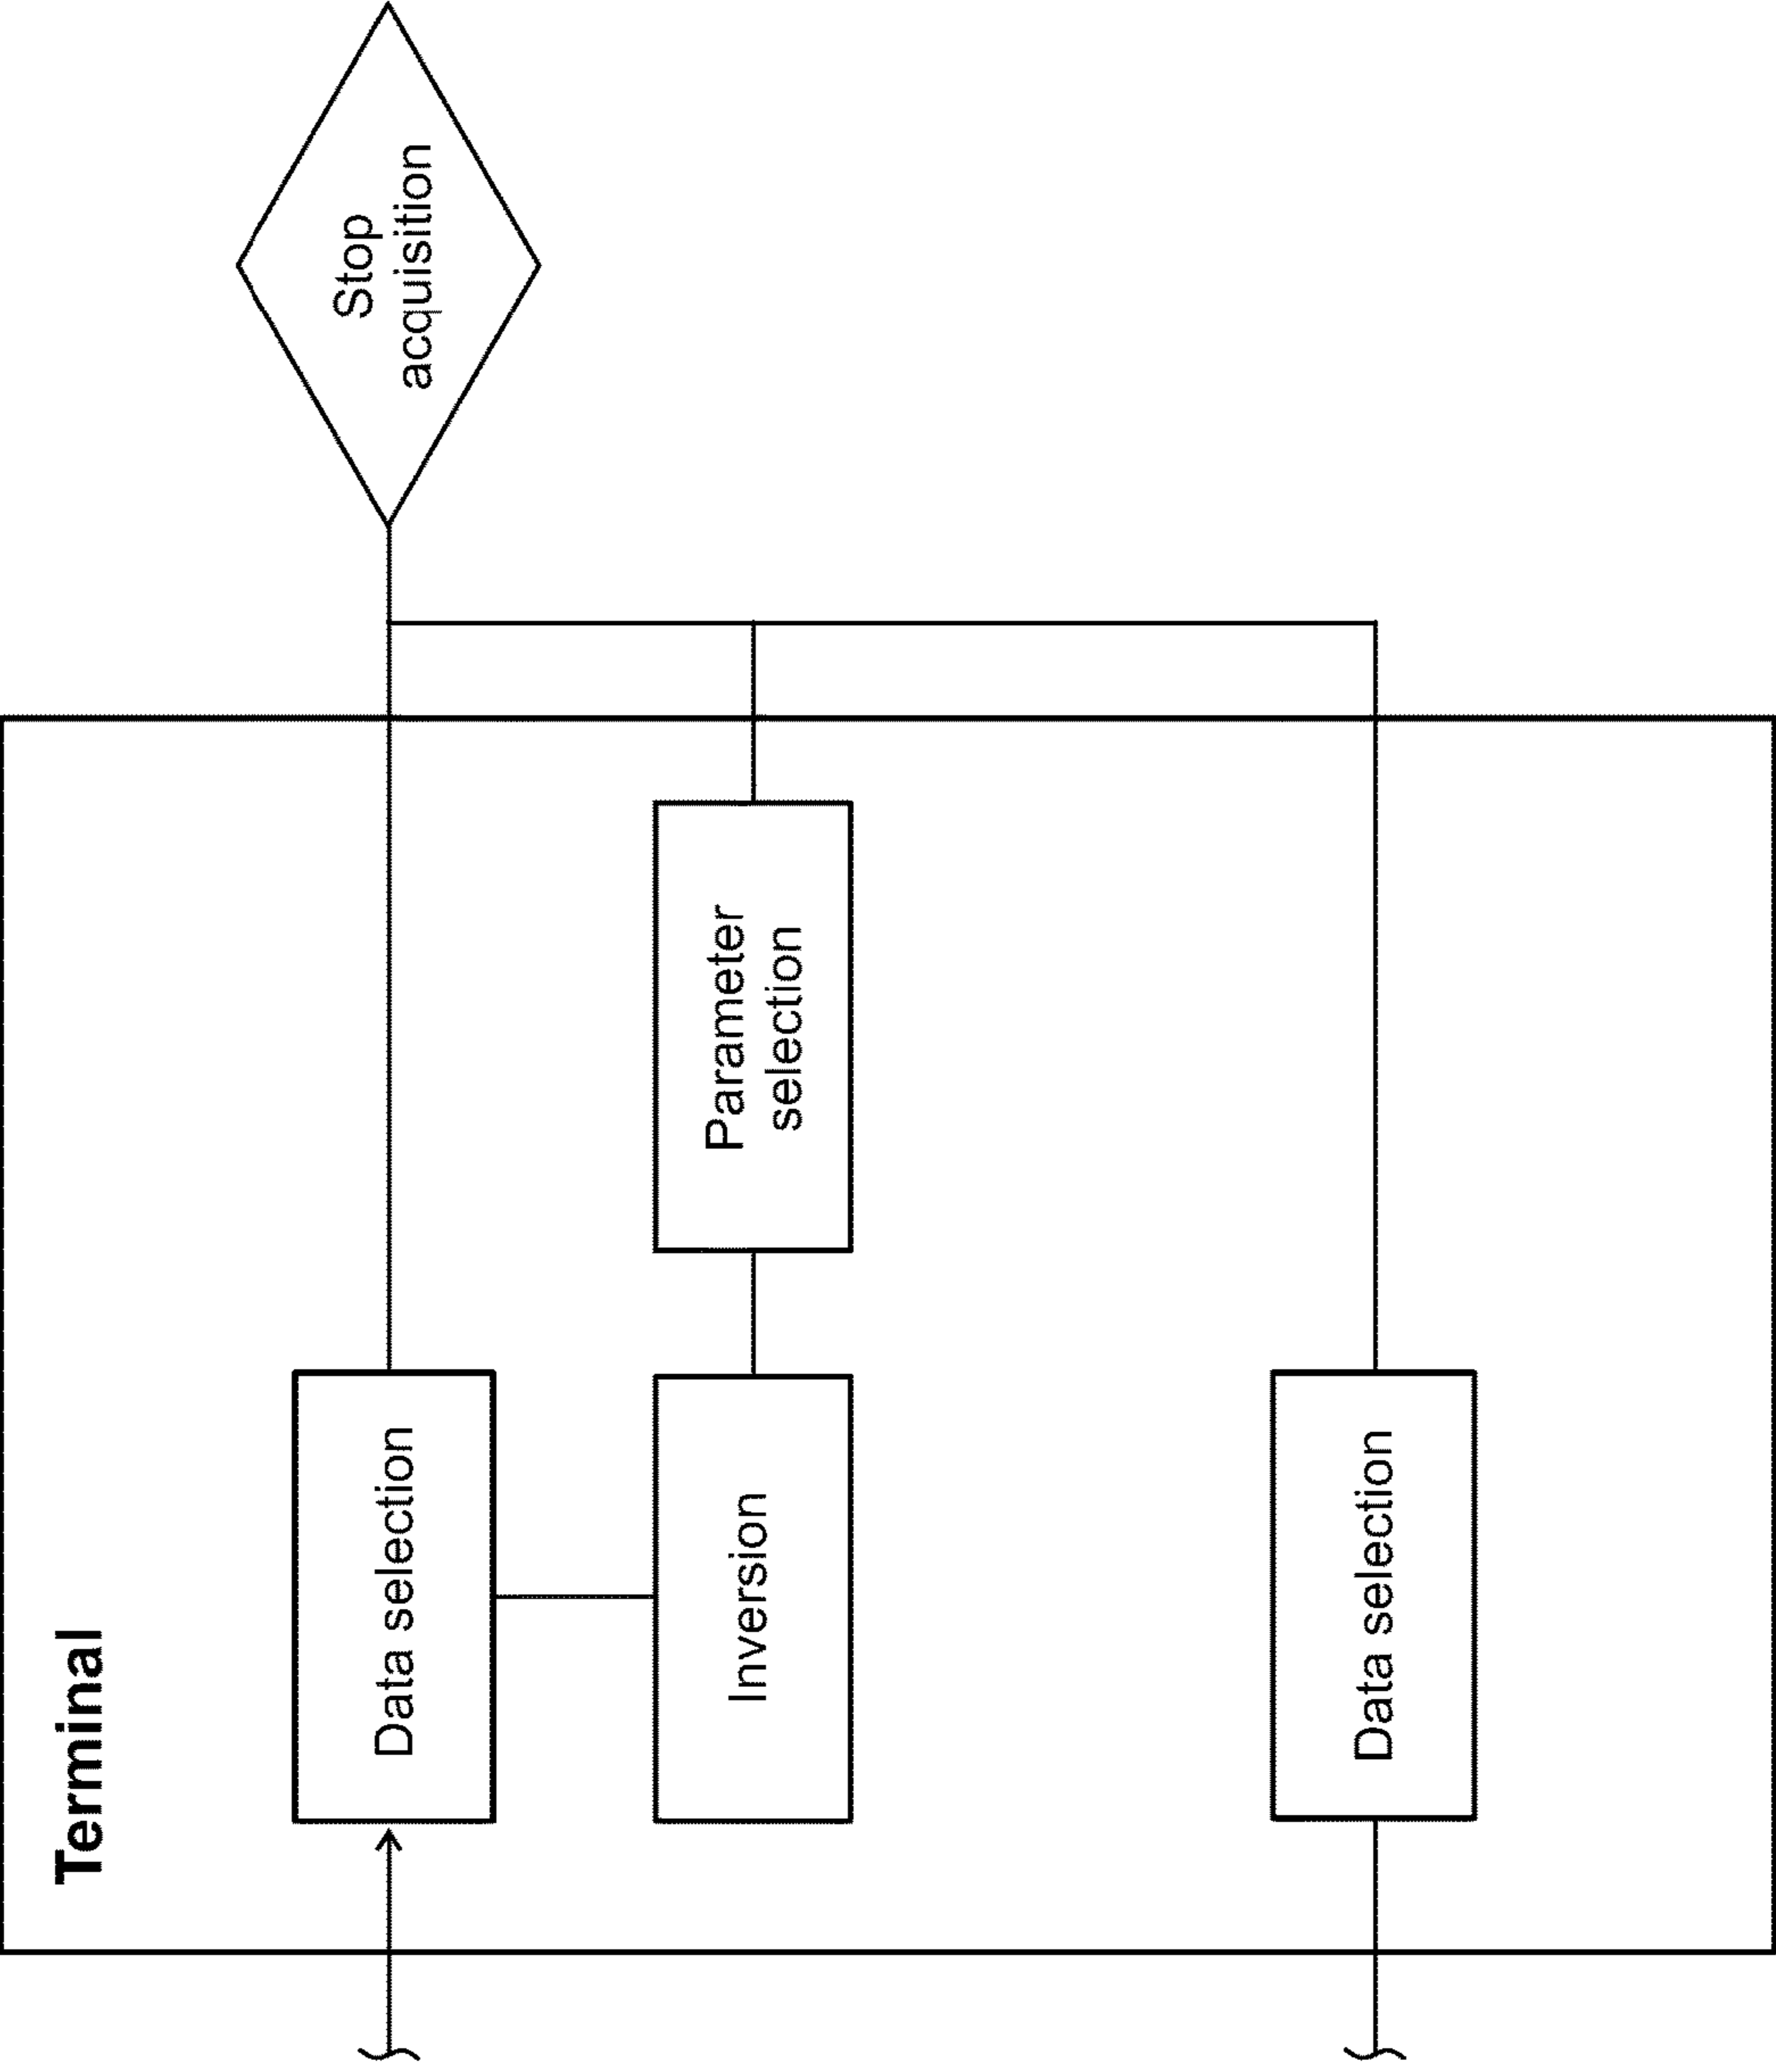 Terminal
Data selection
Stop
acquisition
Inversion
Parameter
selection
Data selection